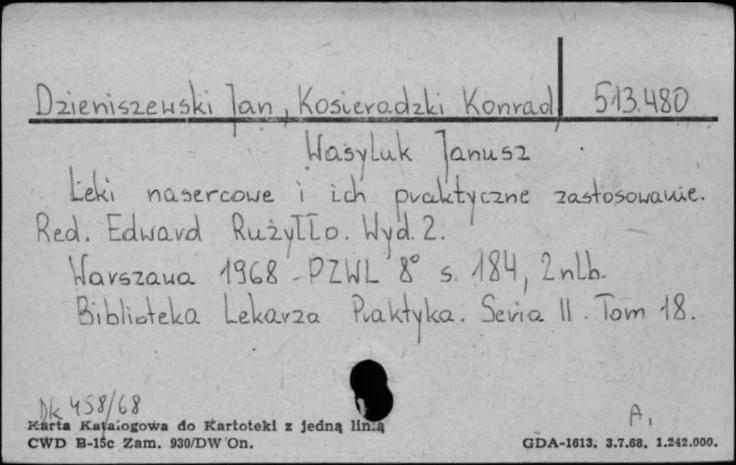 Dzieniszewski Jan, Kosieradzki Konrad, 513.480
Wasyluk Janusz
Leki nasercowe i ich praktyczne zastosowanie.
Red. Edward Rużyłło. Wyd. 2.
Warszawa 1968 - PZWL 8° s. 184, 2 nlb.
Biblioteka Lekarza Praktyka. Seria II. Tom 18.
Dk 458/68
A.
Karta Katalogowa do Kartoteki z jedną linią
CWD B-15c Zam. 930/DW On. GDA-1613. 3.7.68. 1.242.000.